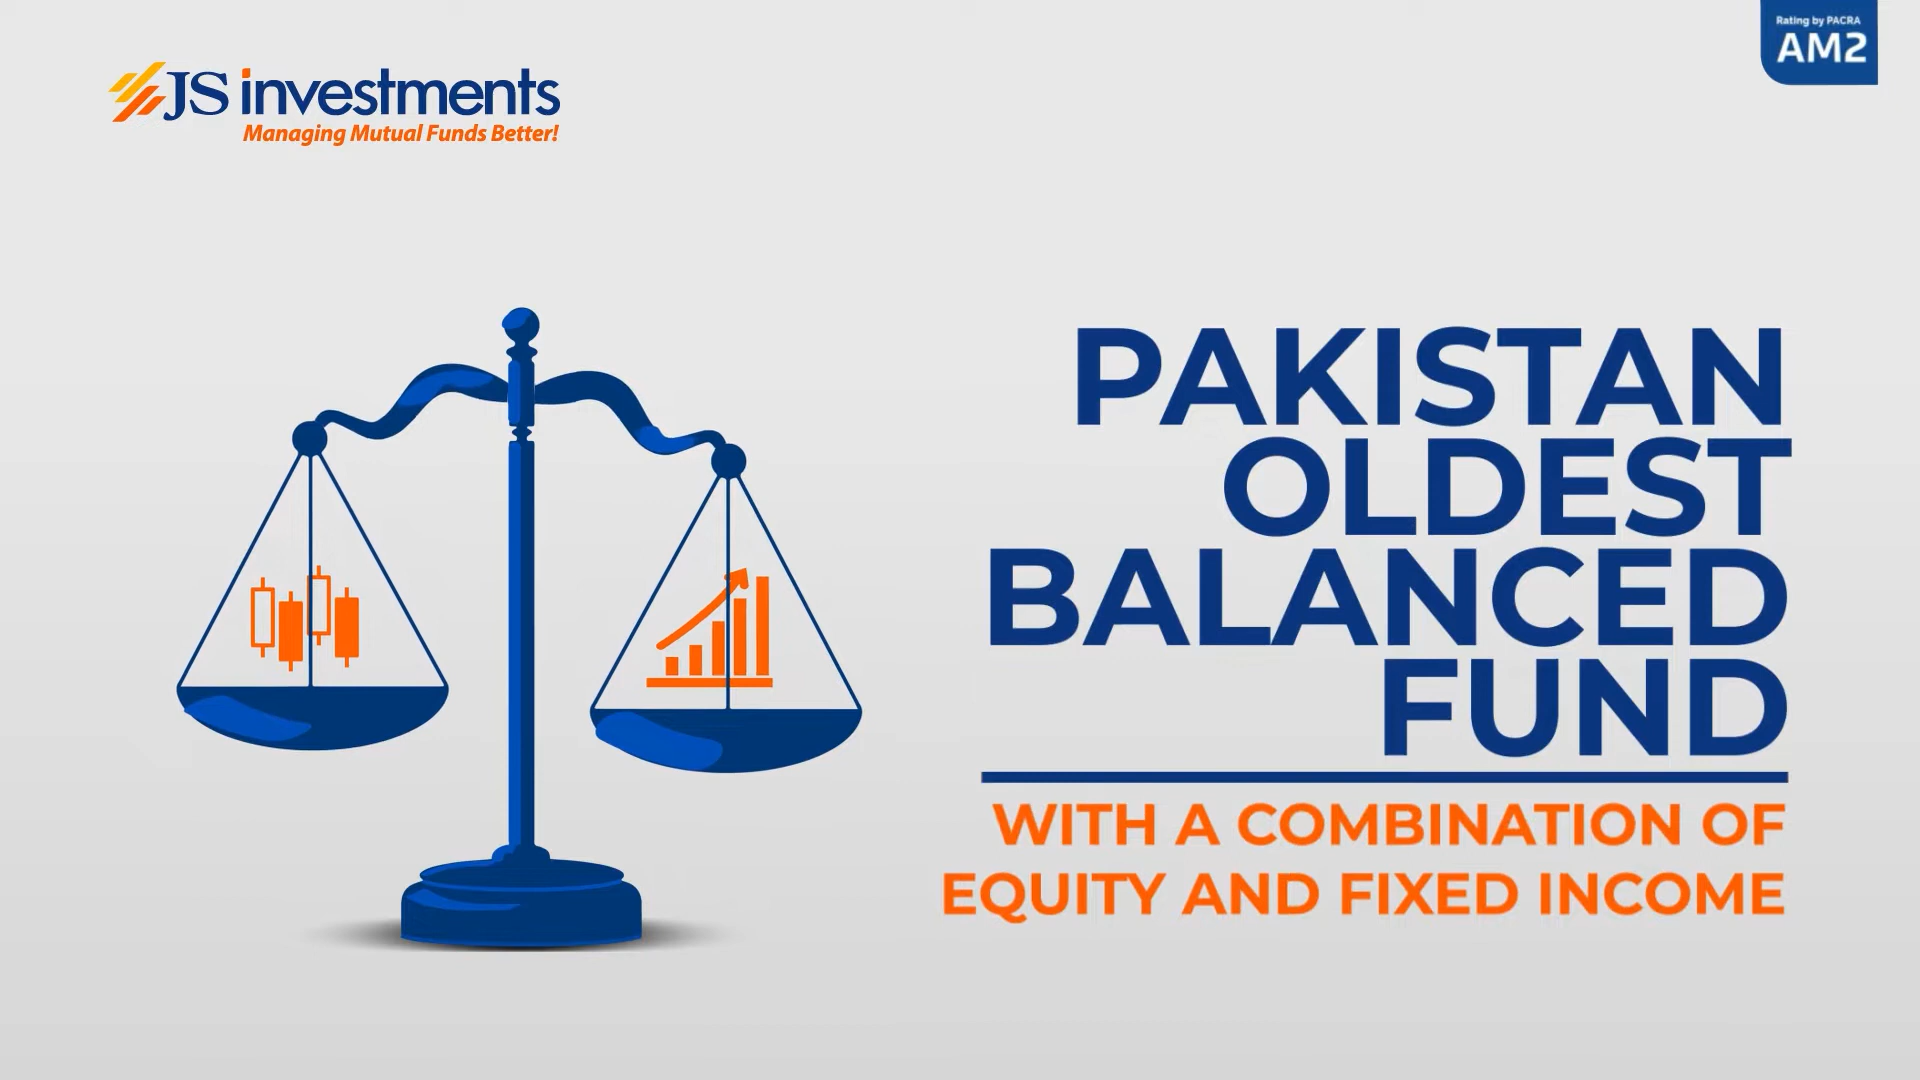 JS investments
Managing Mutual Funds Better!
Rating by PACRA
AM2
PAKISTAN
OLDEST
BALANCED
FUND
WITH A COMBINATION OF
EQUITY AND FIXED INCOME